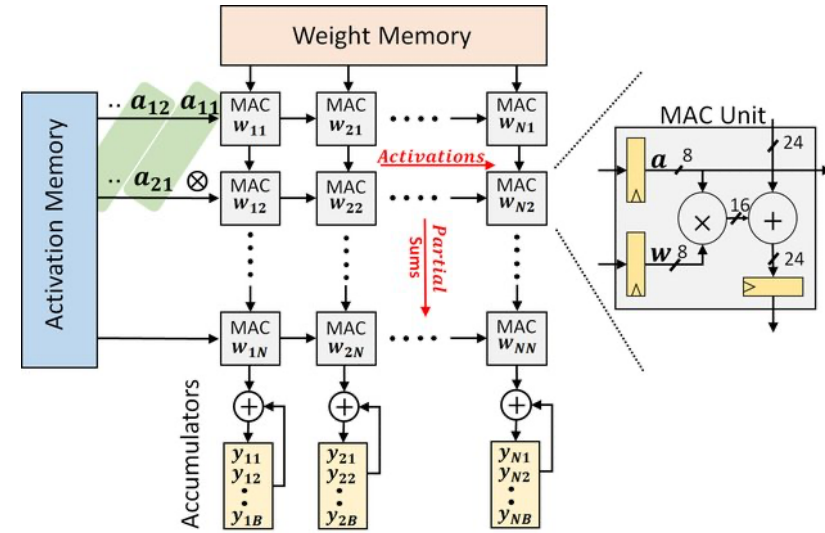 Weight Memory
Activation Memory
.. a12 a11
MAC w11
MAC w21
MAC wN1
Activations
.. a21 ⊗
MAC w12
MAC w22
MAC wN2
Partial Sums
MAC w1N
MAC w2N
MAC wNN
Accumulators
+
+
+
y11
y12
y1B
y21
y22
y2B
yN1
yN2
yNB
MAC Unit
a 8
24
×
16
+
w 8
24